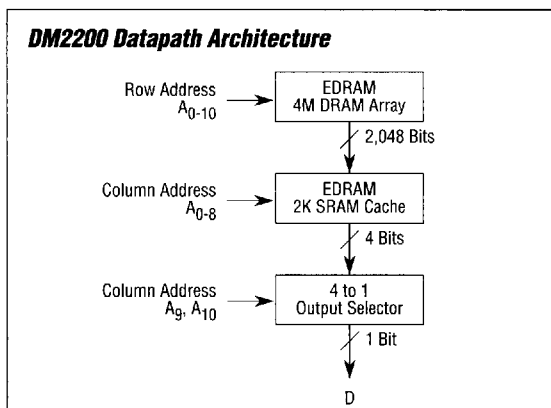 DM2200 Datapath Architecture
Row Address
A0-10
EDRAM
4M DRAM Array
2,048 Bits
Column Address
A0-8
EDRAM
2K SRAM Cache
4 Bits
Column Address
A9, A10
4 to 1
Output Selector
1 Bit
D